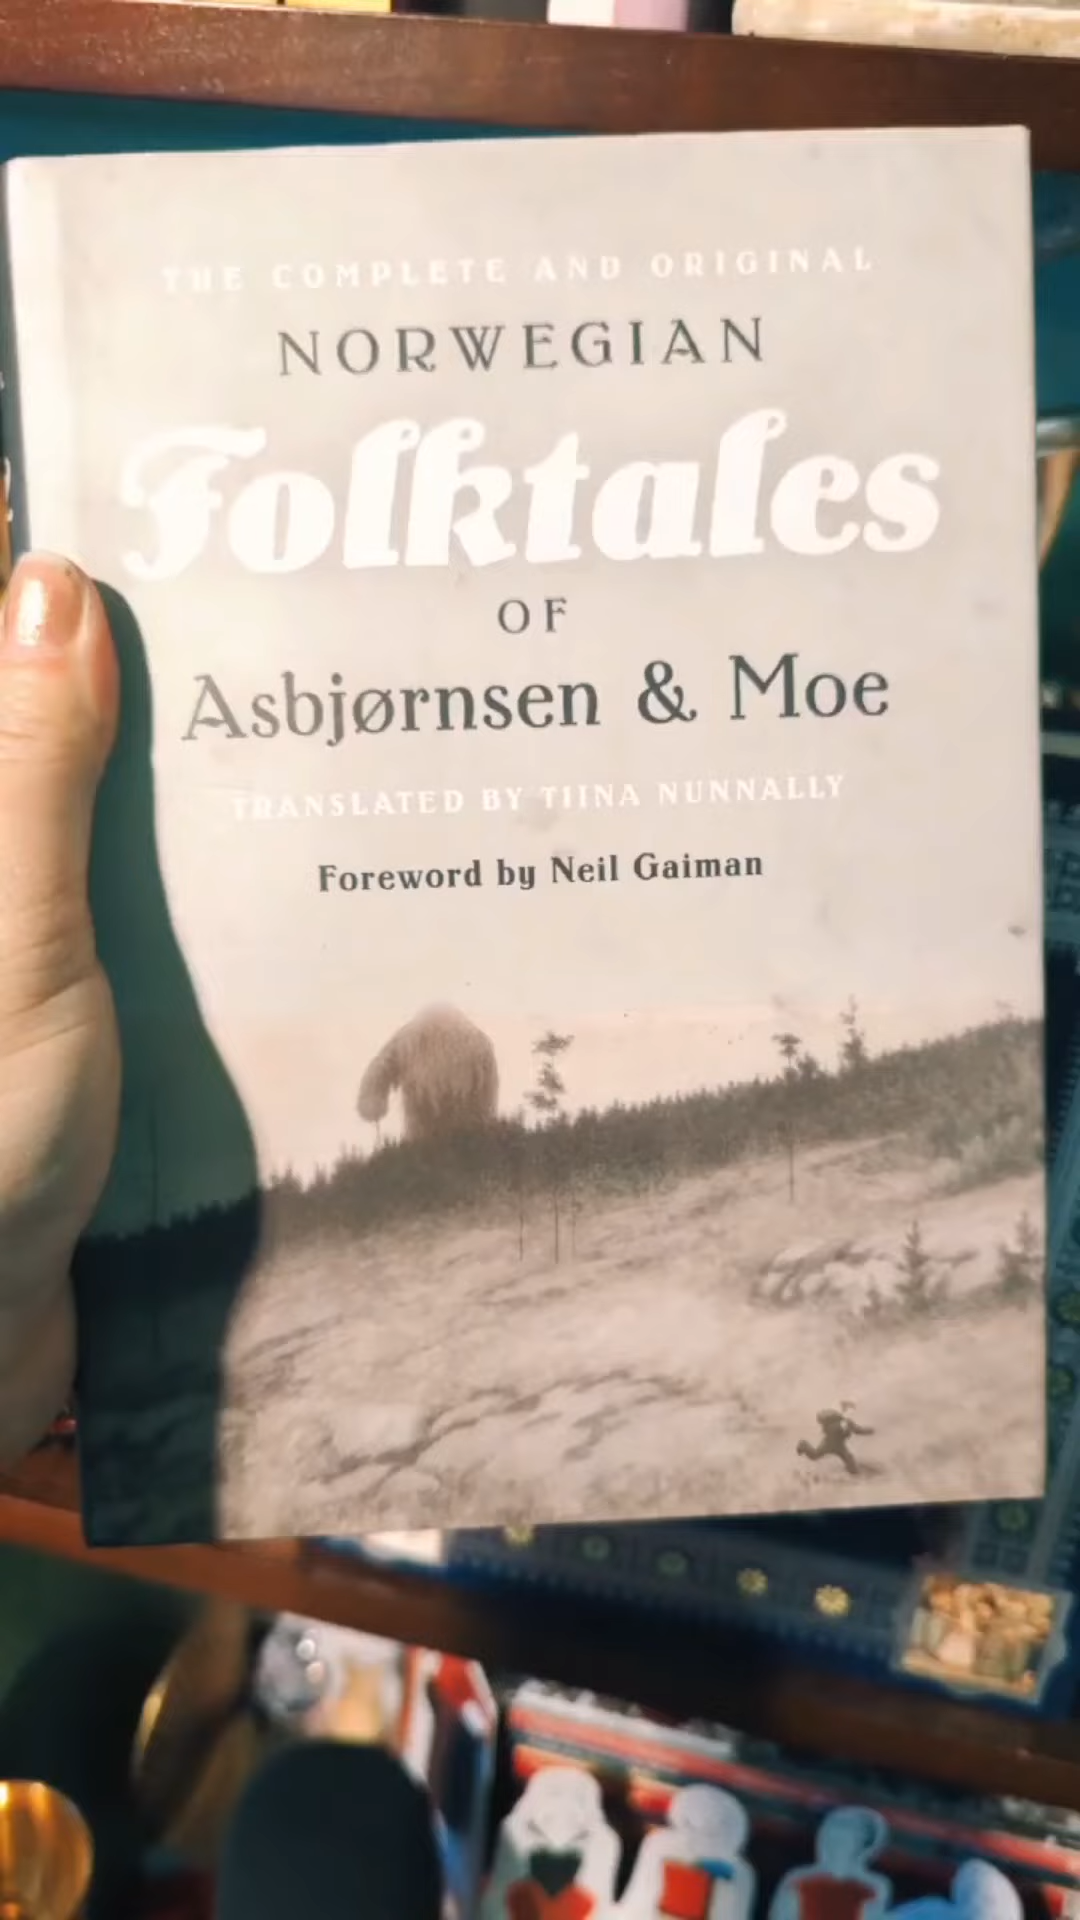 THE COMPLETE AND ORIGINAL
NORWEGIAN
Folktales
OF
Asbjørnsen & Moe
TRANSLATED BY TIINA NUNNALLY
Foreword by Neil Gaiman